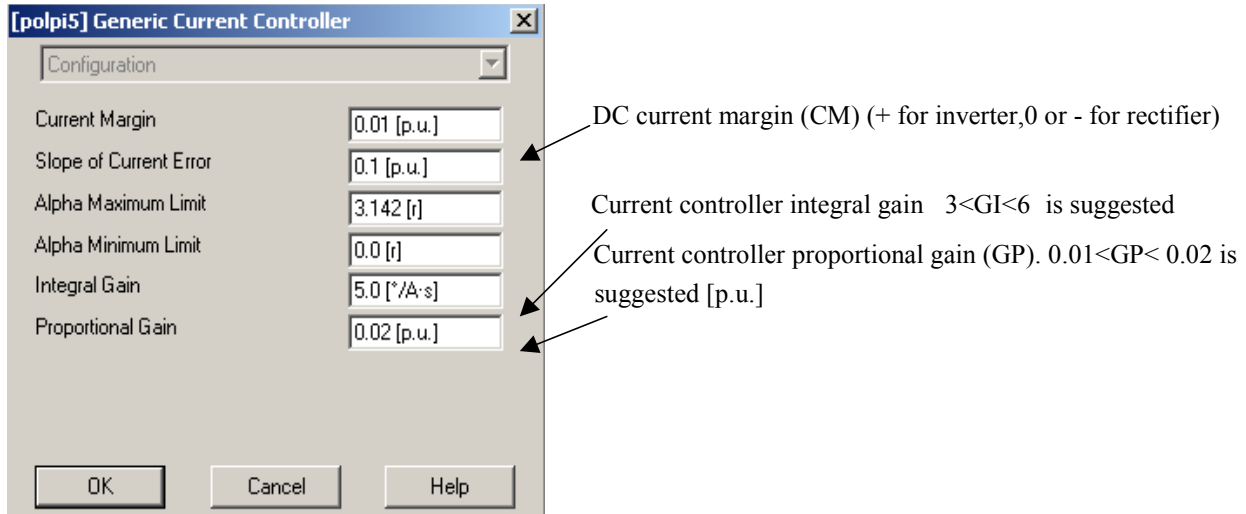 [polpi5] Generic Current Controller
Configuration
Current Margin 0.01 [p.u.]
Slope of Current Error 0.1 [p.u.]
Alpha Maximum Limit 3.142 [r]
Alpha Minimum Limit 0.0 [r]
Integral Gain 5.0 [°/A·s]
Proportional Gain 0.02 [p.u.]
OK Cancel Help
DC current margin (CM) (+ for inverter,0 or - for rectifier)
Current controller integral gain 3<GI<6 is suggested
Current controller proportional gain (GP). 0.01<GP< 0.02 is
suggested [p.u.]